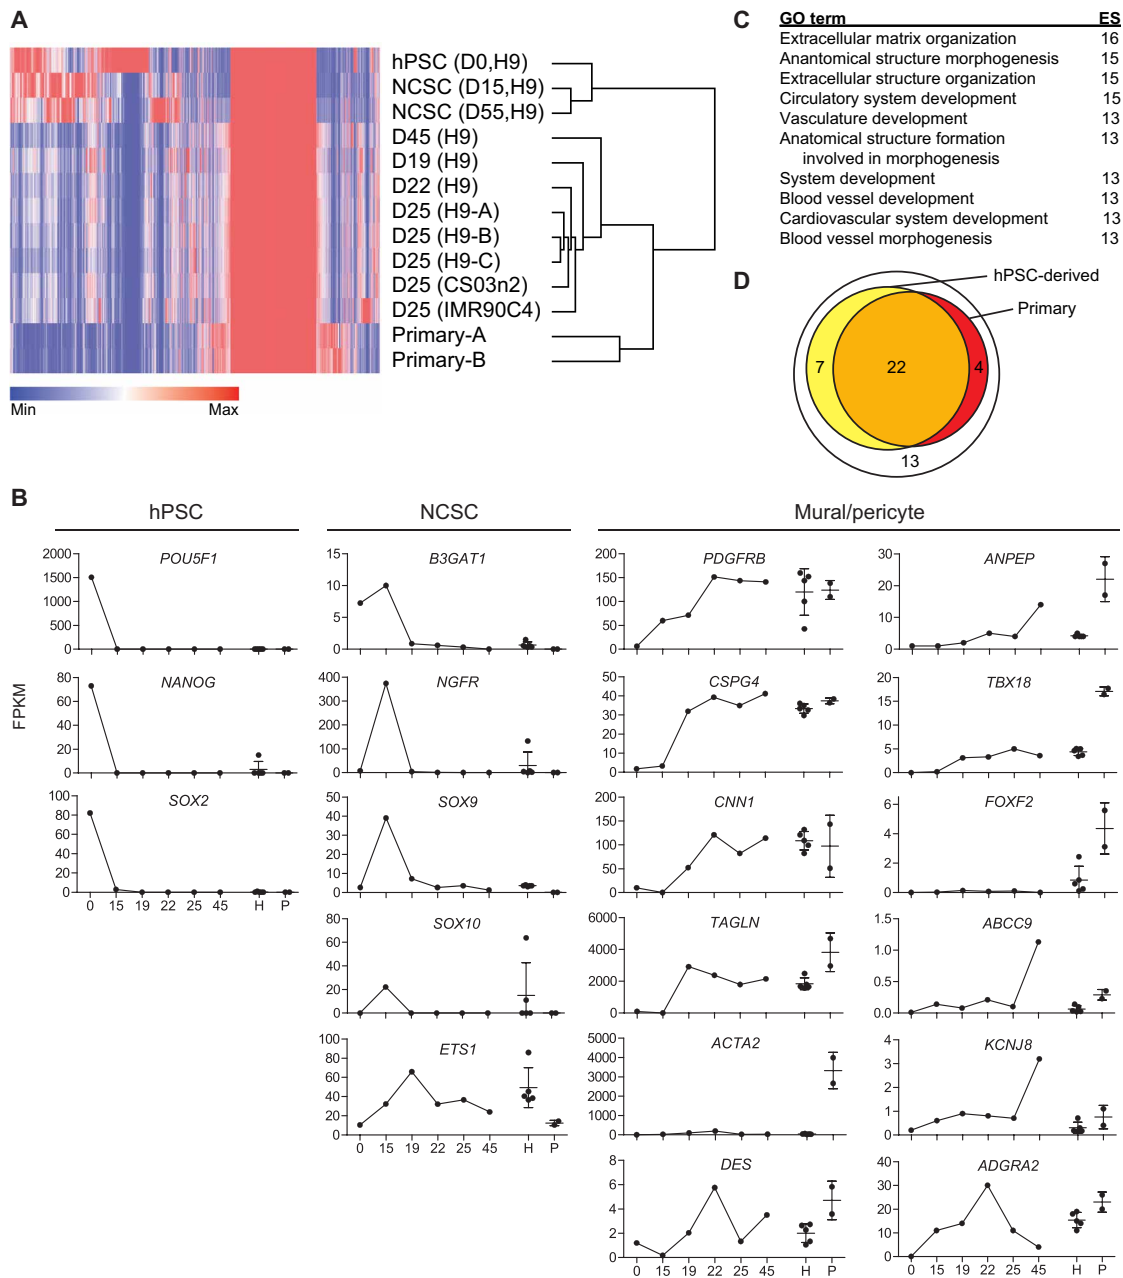 A
hPSC (D0,H9)
NCSC (D15,H9)
NCSC (D55,H9)
D45 (H9)
D19 (H9)
D22 (H9)
D25 (H9-A)
D25 (H9-B)
D25 (H9-C)
D25 (CS03n2)
D25 (IMR90C4)
Primary-A
Primary-B
Min Max
C
GO term ES
Extracellular matrix organization 16
Anantomical structure morphogenesis 15
Extracellular structure organization 15
Circulatory system development 15
Vasculature development 13
Anatomical structure formation 13
involved in morphogenesis
System development 13
Blood vessel development 13
Cardiovascular system development 13
Blood vessel morphogenesis 13
D
hPSC-derived
Primary
7 22 4
13
B
hPSC
FPKM
POU5F1
2000
1500
1000
500
0
NANOG
80
60
40
20
0
SOX2
100
80
60
40
20
0
0 15 19 22 25 45 H P
NCSC
B3GAT1
15
10
5
0
NGFR
400
300
200
100
0
SOX9
50
40
30
20
10
0
SOX10
80
60
40
20
0
ETS1
100
80
60
40
20
0
0 15 19 22 25 45 H P
Mural/pericyte
PDGFRB
200
150
100
50
0
CSPG4
50
40
30
20
10
0
CNN1
200
150
100
50
0
TAGLN
6000
4000
2000
0
ACTA2
5000
4000
3000
2000
1000
0
DES
8
6
4
2
0
0 15 19 22 25 45 H P
ANPEP
30
20
10
0
TBX18
20
15
10
5
0
FOXF2
6
4
2
0
ABCC9
1.5
1.0
0.5
0.0
KCNJ8
4
3
2
1
0
ADGRA2
40
30
20
10
0
0 15 19 22 25 45 H P